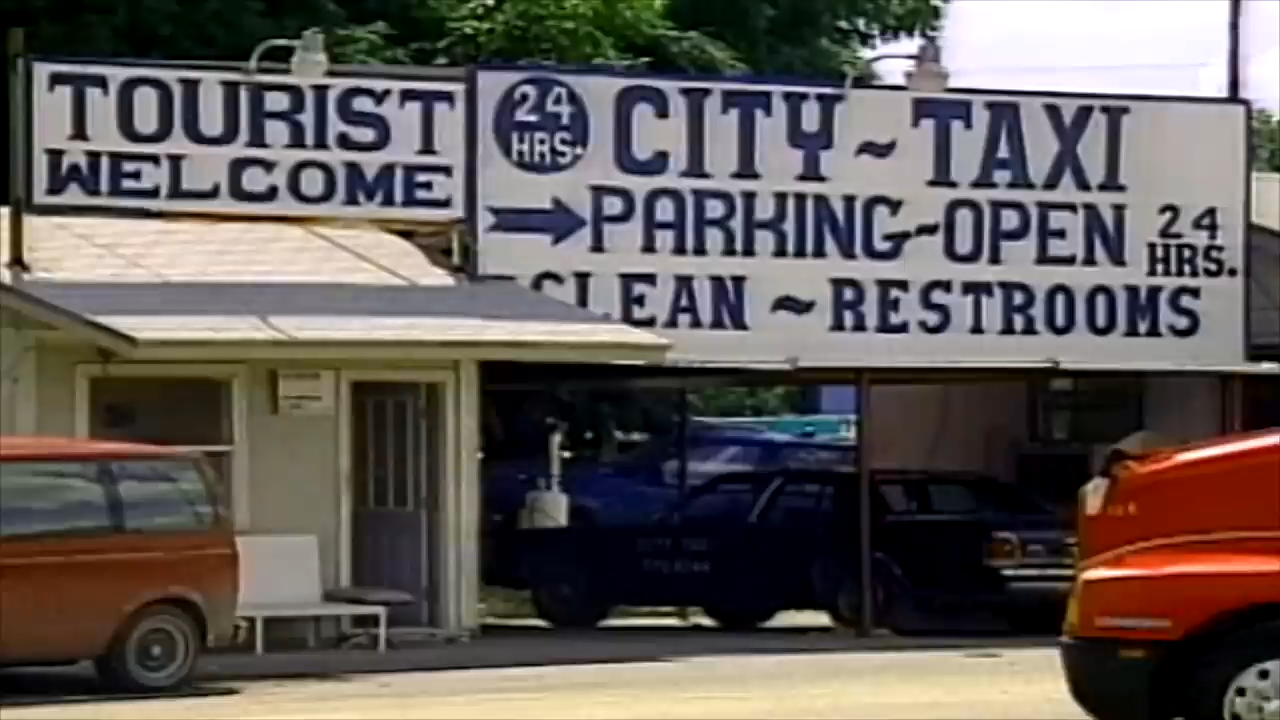 TOURIST
WELCOME
24
HRS.
CITY ~ TAXI
PARKING ~ OPEN 24 HRS.
CLEAN ~ RESTROOMS